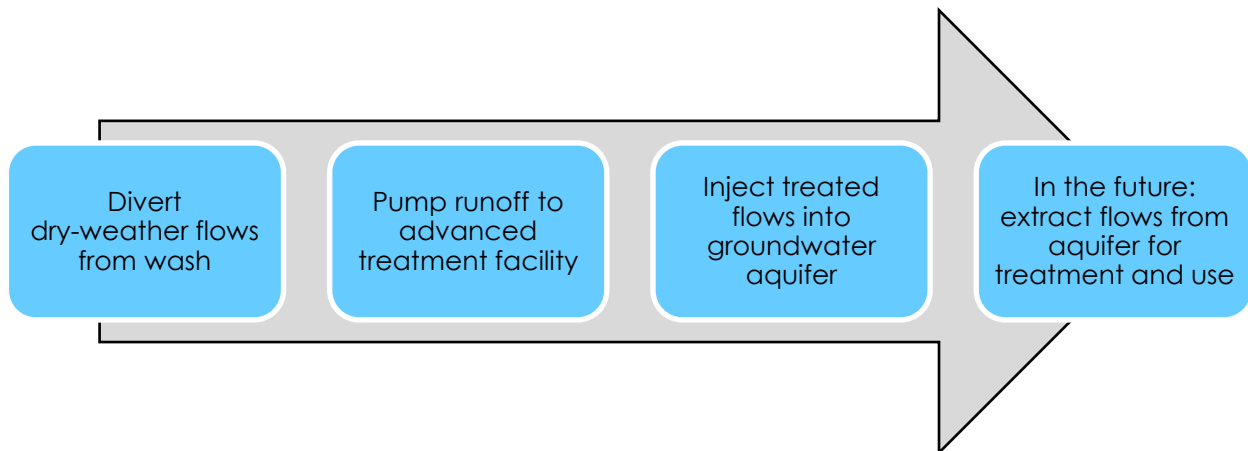 Divert
dry-weather flows
from wash
Pump runoff to
advanced
treatment facility
Inject treated
flows into
groundwater
aquifer
In the future:
extract flows from
aquifer for
treatment and use